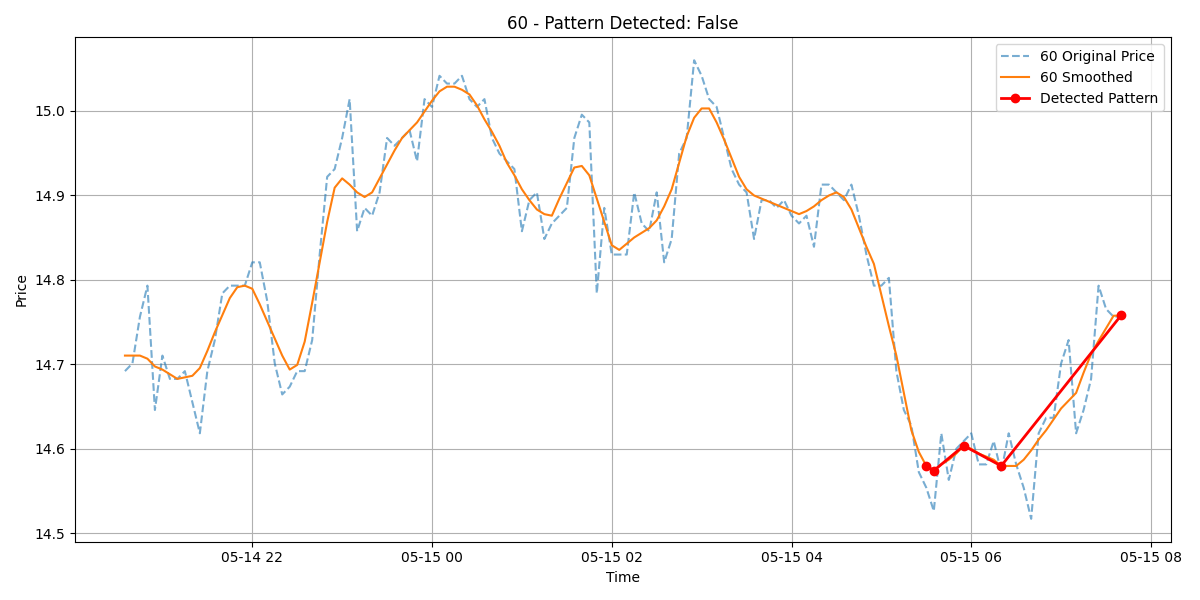 60 - Pattern Detected: False
60 Original Price
60 Smoothed
Detected Pattern
Price
15.0
14.9
14.8
14.7
14.6
14.5
05-14 22
05-15 00
05-15 02
05-15 04
05-15 06
05-15 08
Time